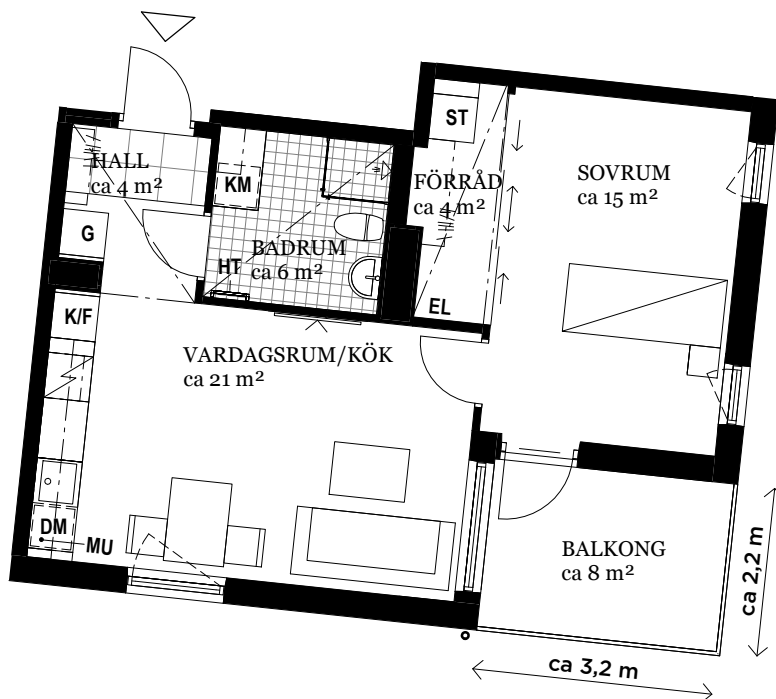 ST
HALL
ca 4 m²
KM
FÖRRÅD
ca 4 m²
SOVRUM
ca 15 m²
G
BADRUM
ca 6 m²
HT
EL
K/F
VARDAGSRUM/KÖK
ca 21 m²
DM
MU
BALKONG
ca 8 m²
ca 2,2 m
ca 3,2 m